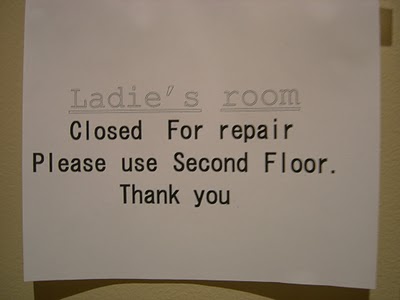 Ladie's room
Closed For repair
Please use Second Floor.
Thank you